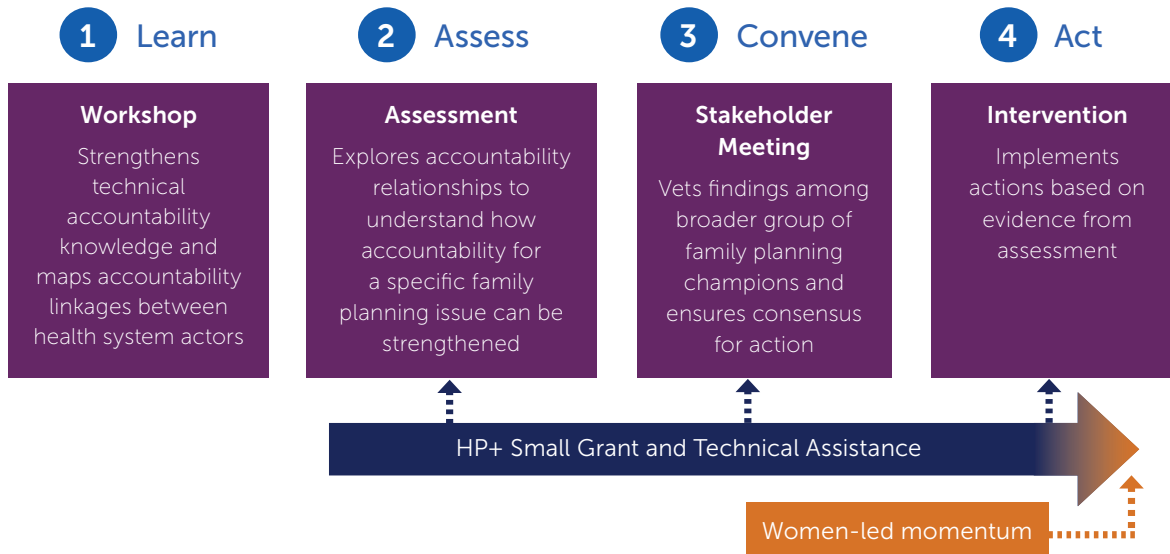 1 Learn
Workshop
Strengthens
technical
accountability
knowledge and
maps accountability
linkages between
health system actors
2 Assess
Assessment
Explores accountability
relationships to
understand how
accountability for
a specific family
planning issue can be
strengthened
3 Convene
Stakeholder
Meeting
Vets findings among
broader group of
family planning
champions and
ensures consensus
for action
4 Act
Intervention
Implements
actions based on
evidence from
assessment
HP+ Small Grant and Technical Assistance
Women-led momentum